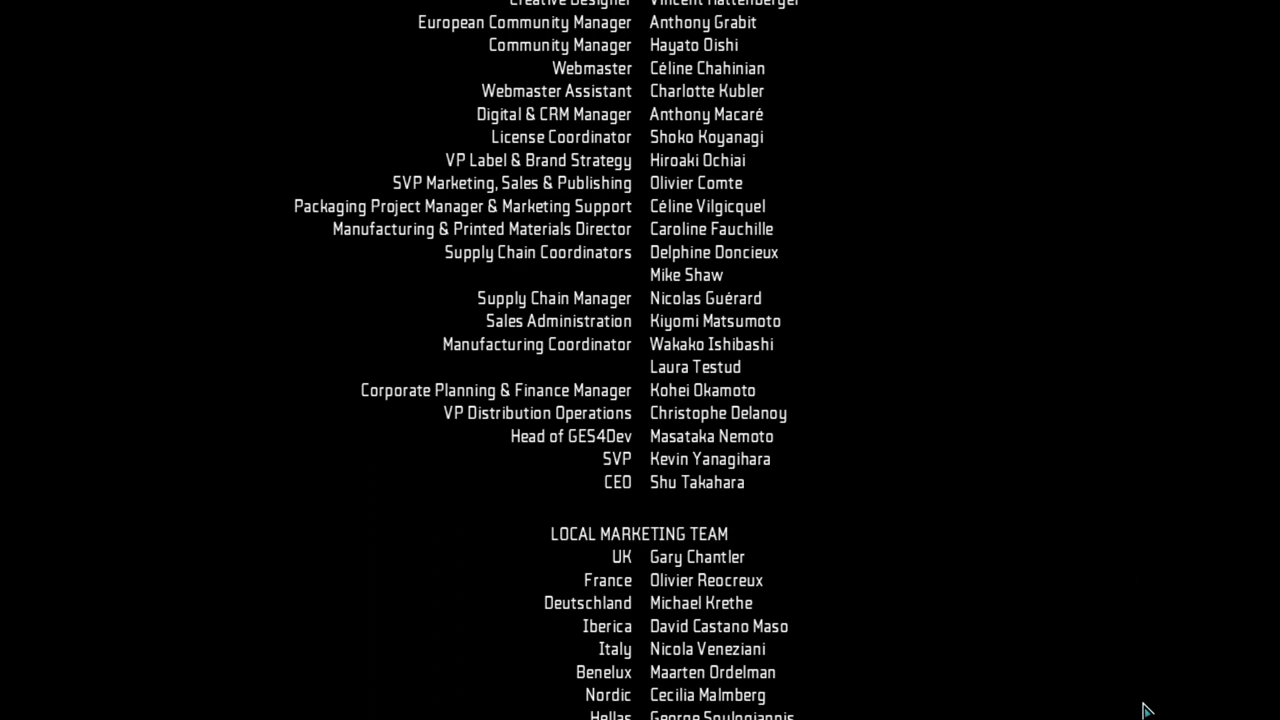 Creative Designer Vincent Hattenberger
European Community Manager Anthony Grabit
Community Manager Hayato Oishi
Webmaster Céline Chahinian
Webmaster Assistant Charlotte Kubler
Digital & CRM Manager Anthony Macaré
License Coordinator Shoko Koyanagi
VP Label & Brand Strategy Hiroaki Ochiai
SVP Marketing, Sales & Publishing Olivier Comte
Packaging Project Manager & Marketing Support Céline Vilgicquel
Manufacturing & Printed Materials Director Caroline Fauchille
Supply Chain Coordinators Delphine Doncieux
Mike Shaw
Supply Chain Manager Nicolas Guérard
Sales Administration Kiyomi Matsumoto
Manufacturing Coordinator Wakako Ishibashi
Laura Testud
Corporate Planning & Finance Manager Kohei Okamoto
VP Distribution Operations Christophe Delanoy
Head of GES4Dev Masataka Nemoto
SVP Kevin Yanagihara
CEO Shu Takahara
LOCAL MARKETING TEAM
UK Gary Chantler
France Olivier Reocreux
Deutschland Michael Krethe
Iberica David Castano Maso
Italy Nicola Veneziani
Benelux Maarten Ordelman
Nordic Cecilia Malmberg
Hellas George